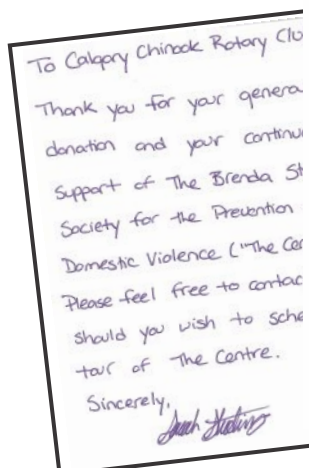 To Calgary Chinook Rotary Clu
Thank you for your genera
donation and your continu
support of The Brenda St
Society for the Prevention
Domestic Violence ("The Cen
Please feel free to contac
should you wish to sche
tour of The Centre.
Sincerely,
Sarah